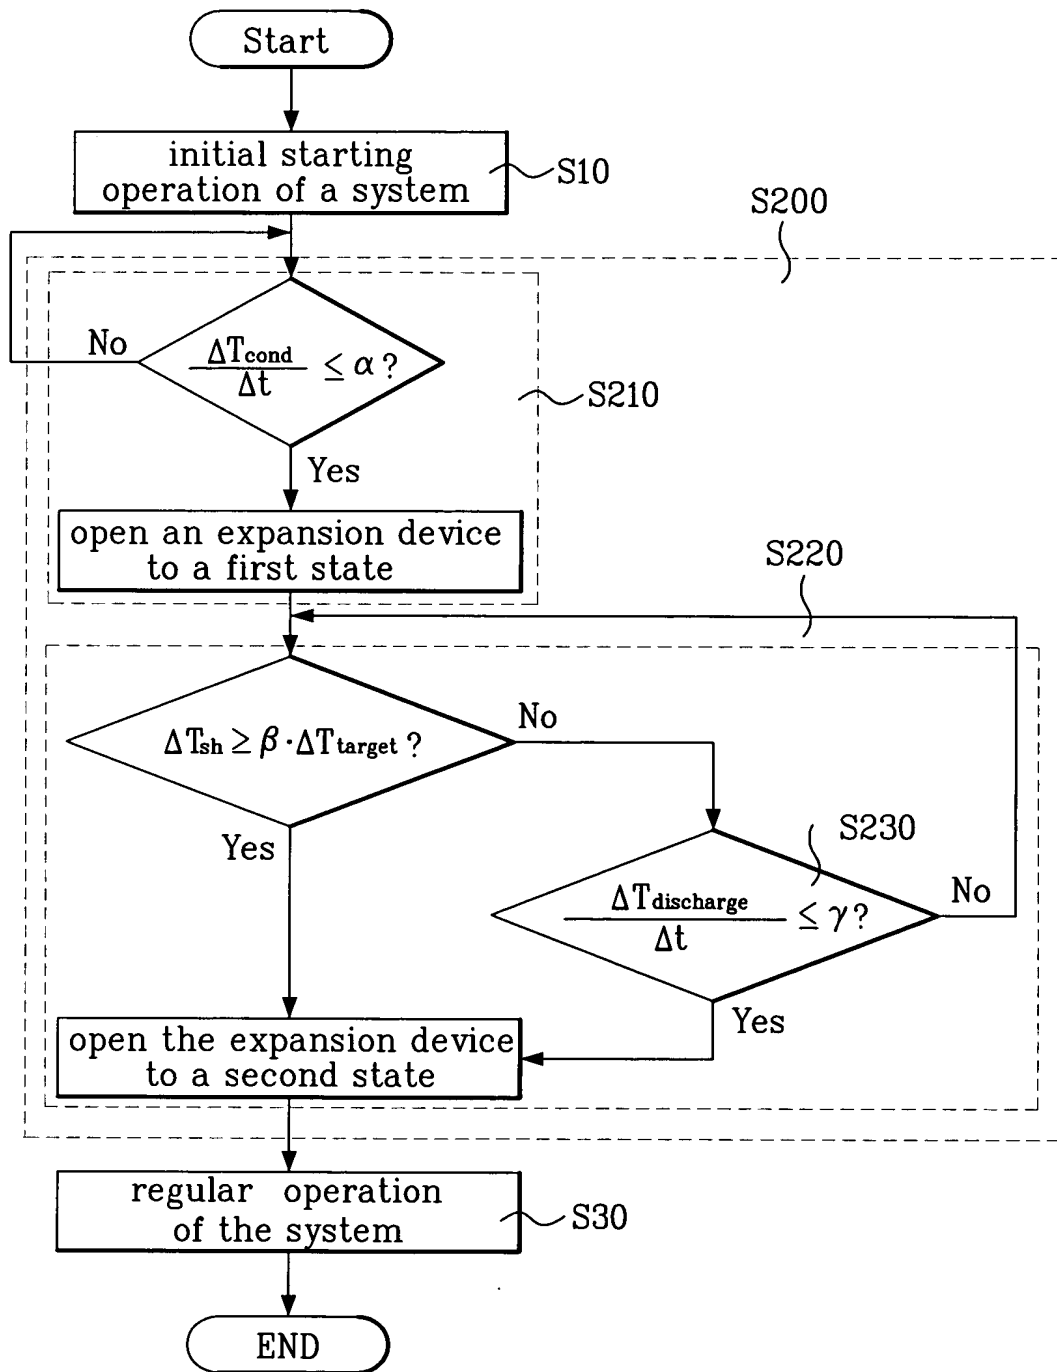 Start
initial starting
operation of a system
S10
S200
No
ΔTcond
Δt
≤ α ?
S210
Yes
open an expansion device
to a first state
S220
ΔTsh ≥ β · ΔTtarget ?
No
Yes
S230
ΔTdischarge
Δt
≤ γ ?
No
Yes
open the expansion device
to a second state
regular operation
of the system
S30
END